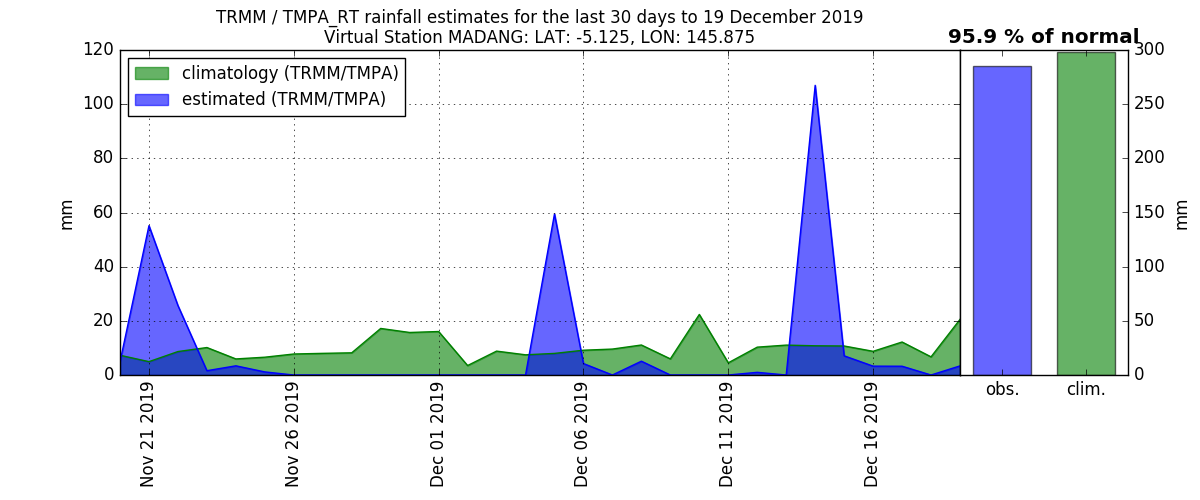 TRMM / TMPA_RT rainfall estimates for the last 30 days to 19 December 2019
Virtual Station MADANG: LAT: -5.125, LON: 145.875
95.9 % of normal
climatology (TRMM/TMPA)
estimated (TRMM/TMPA)
120
100
80
60
40
20
0
mm
Nov 21 2019
Nov 26 2019
Dec 01 2019
Dec 06 2019
Dec 11 2019
Dec 16 2019
obs.
clim.
300
250
200
150
100
50
0
mm